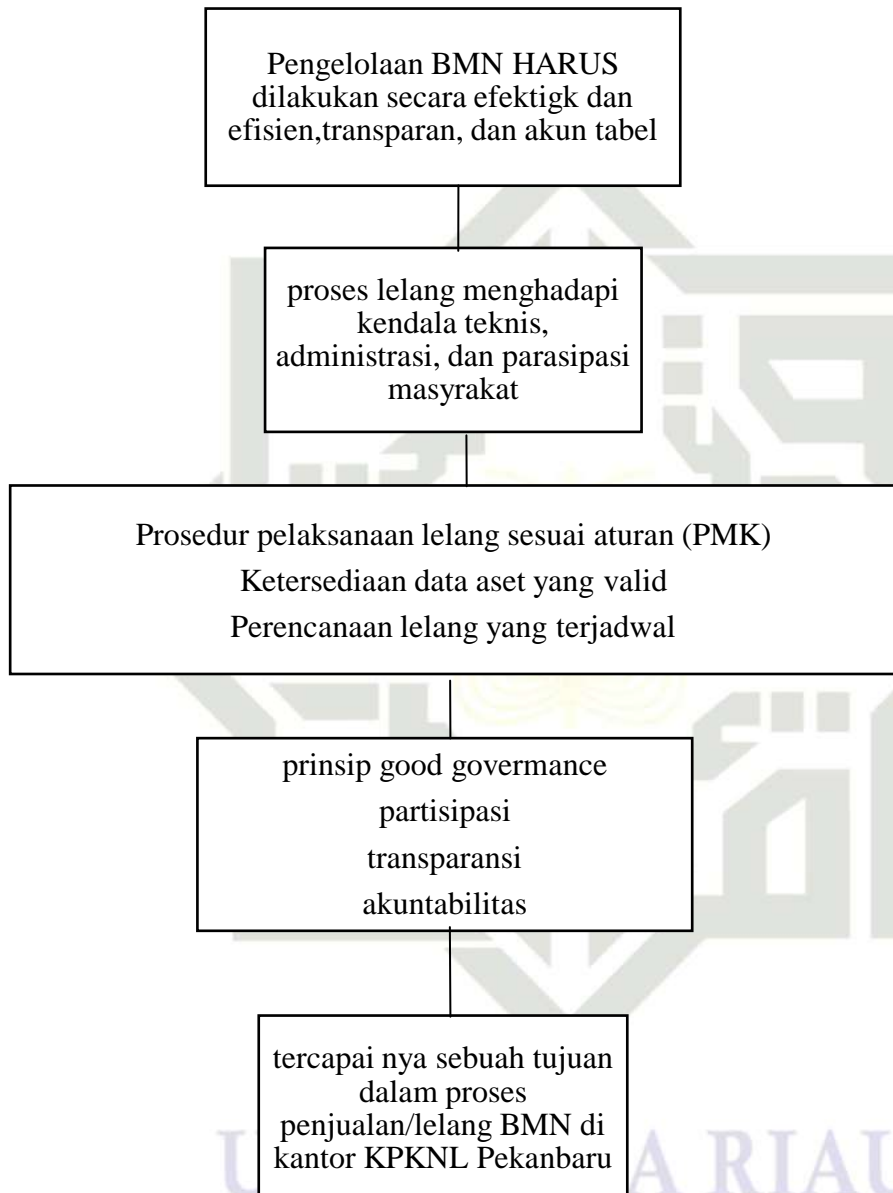 Pengelolaan BMN HARUS
dilakukan secara efektigk dan
efisien,transparan, dan akun tabel
proses lelang menghadapi
kendala teknis,
administrasi, dan parasipasi
masyrakat
Prosedur pelaksanaan lelang sesuai aturan (PMK)
Ketersediaan data aset yang valid
Perencanaan lelang yang terjadwal
prinsip good govermance
partisipasi
transparansi
akuntabilitas
tercapai nya sebuah tujuan
dalam proses
penjualan/lelang BMN di
kantor KPKNL Pekanbaru
U A RIAU